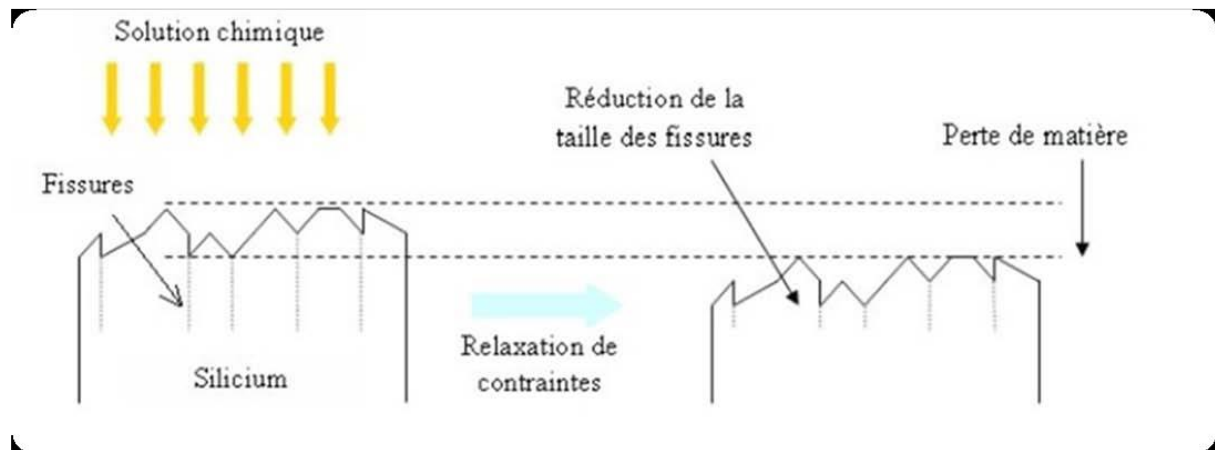 Solution chimique
Fissures
Silicium
Relaxation de
contraintes
Réduction de la
taille des fissures
Perte de matière